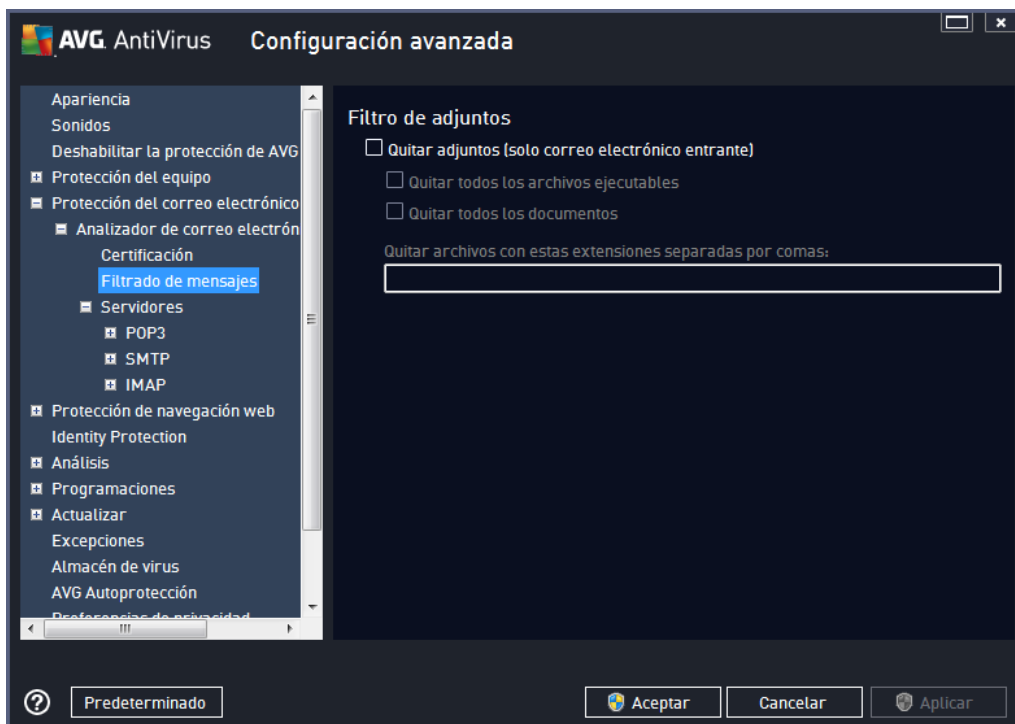 AVG. AntiVirus
Configuración avanzada
Apariencia
Sonidos
Deshabilitar la protección de AVG
Protección del equipo
Protección del correo electrónico
Analizador de correo electrón
Certificación
Filtrado de mensajes
Servidores
POP3
SMTP
IMAP
Protección de navegación web
Identity Protection
Análisis
Programaciones
Actualizar
Excepciones
Almacén de virus
AVG Autoprotección
Preferencias de privacidad
Filtro de adjuntos
Quitar adjuntos (solo correo electrónico entrante)
Quitar todos los archivos ejecutables
Quitar todos los documentos
Quitar archivos con estas extensiones separadas por comas:
Predeterminado
Aceptar
Cancelar
Aplicar